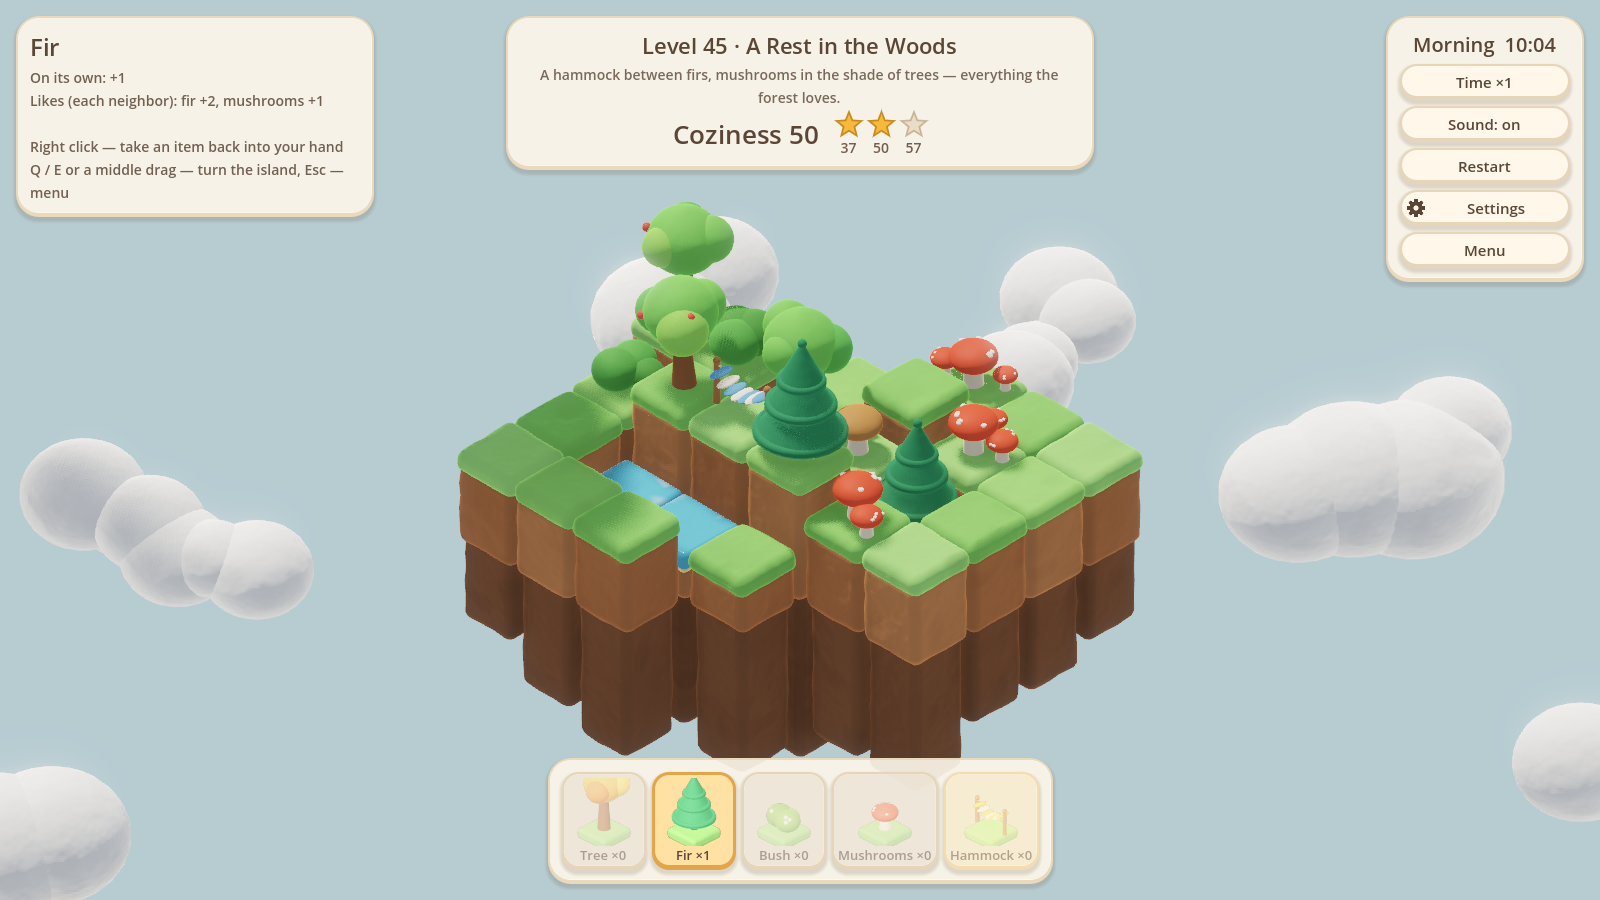 Fir
On its own: +1
Likes (each neighbor): fir +2, mushrooms +1
Right click — take an item back into your hand
Q / E or a middle drag — turn the island, Esc —
menu
Level 45 · A Rest in the Woods
A hammock between firs, mushrooms in the shade of trees — everything the
forest loves.
Coziness 50
37 50 57
Morning 10:04
Time ×1
Sound: on
Restart
Settings
Menu
Tree ×0
Fir ×1
Bush ×0
Mushrooms ×0
Hammock ×0